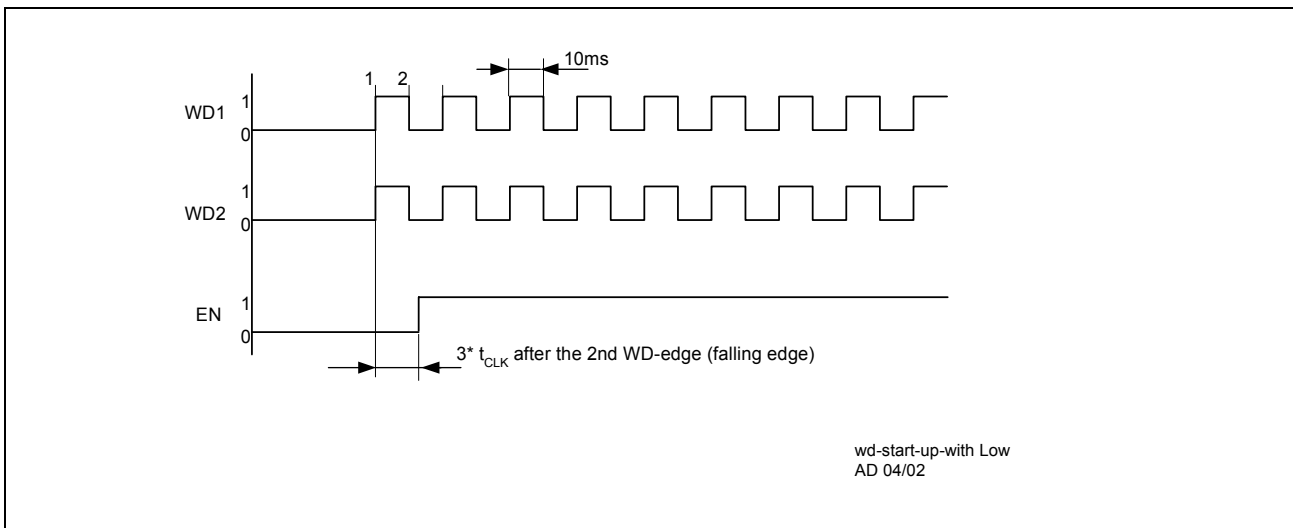 10ms
1 2
WD1 1
0
WD2 1
0
EN 1
0
3* tCLK after the 2nd WD-edge (falling edge)
wd-start-up-with Low
AD 04/02